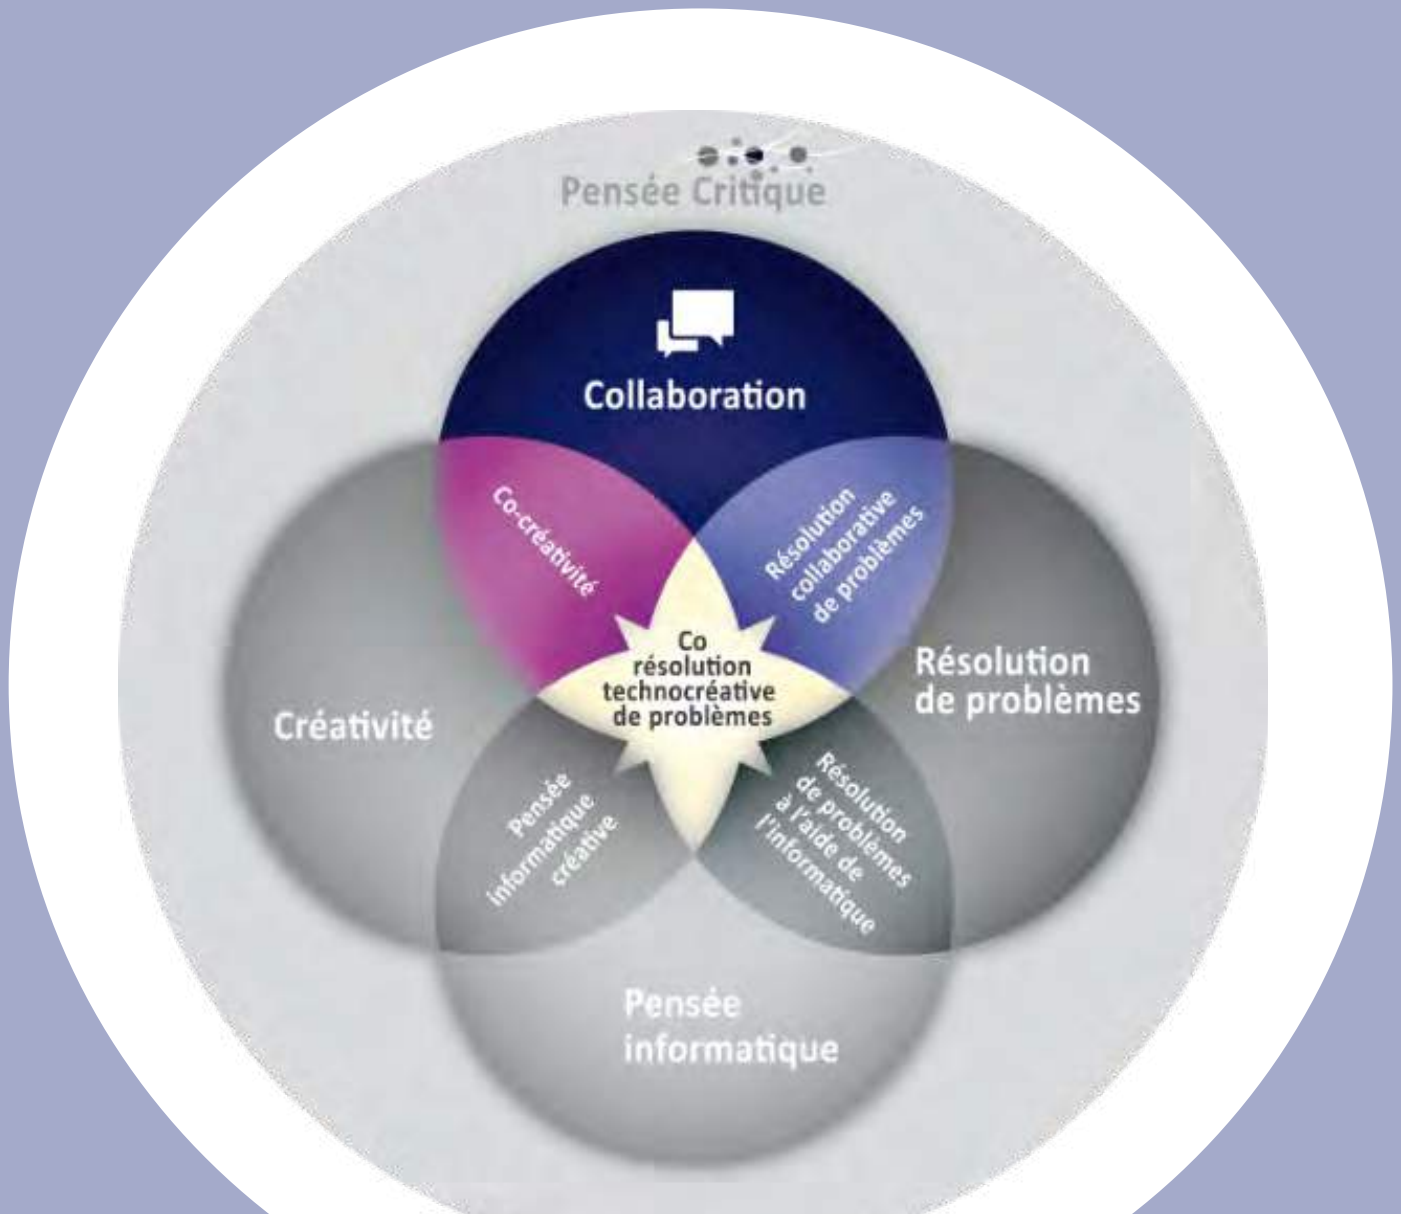 Pensée Critique
Collaboration
Co-créativité
Résolution
collaborative
de problèmes
Co
résolution
technocréative
de problèmes
Résolution
de problèmes
Créativité
Pensée
informatique
créative
Résolution
de problèmes
à l'aide de
l'informatique
Pensée
informatique